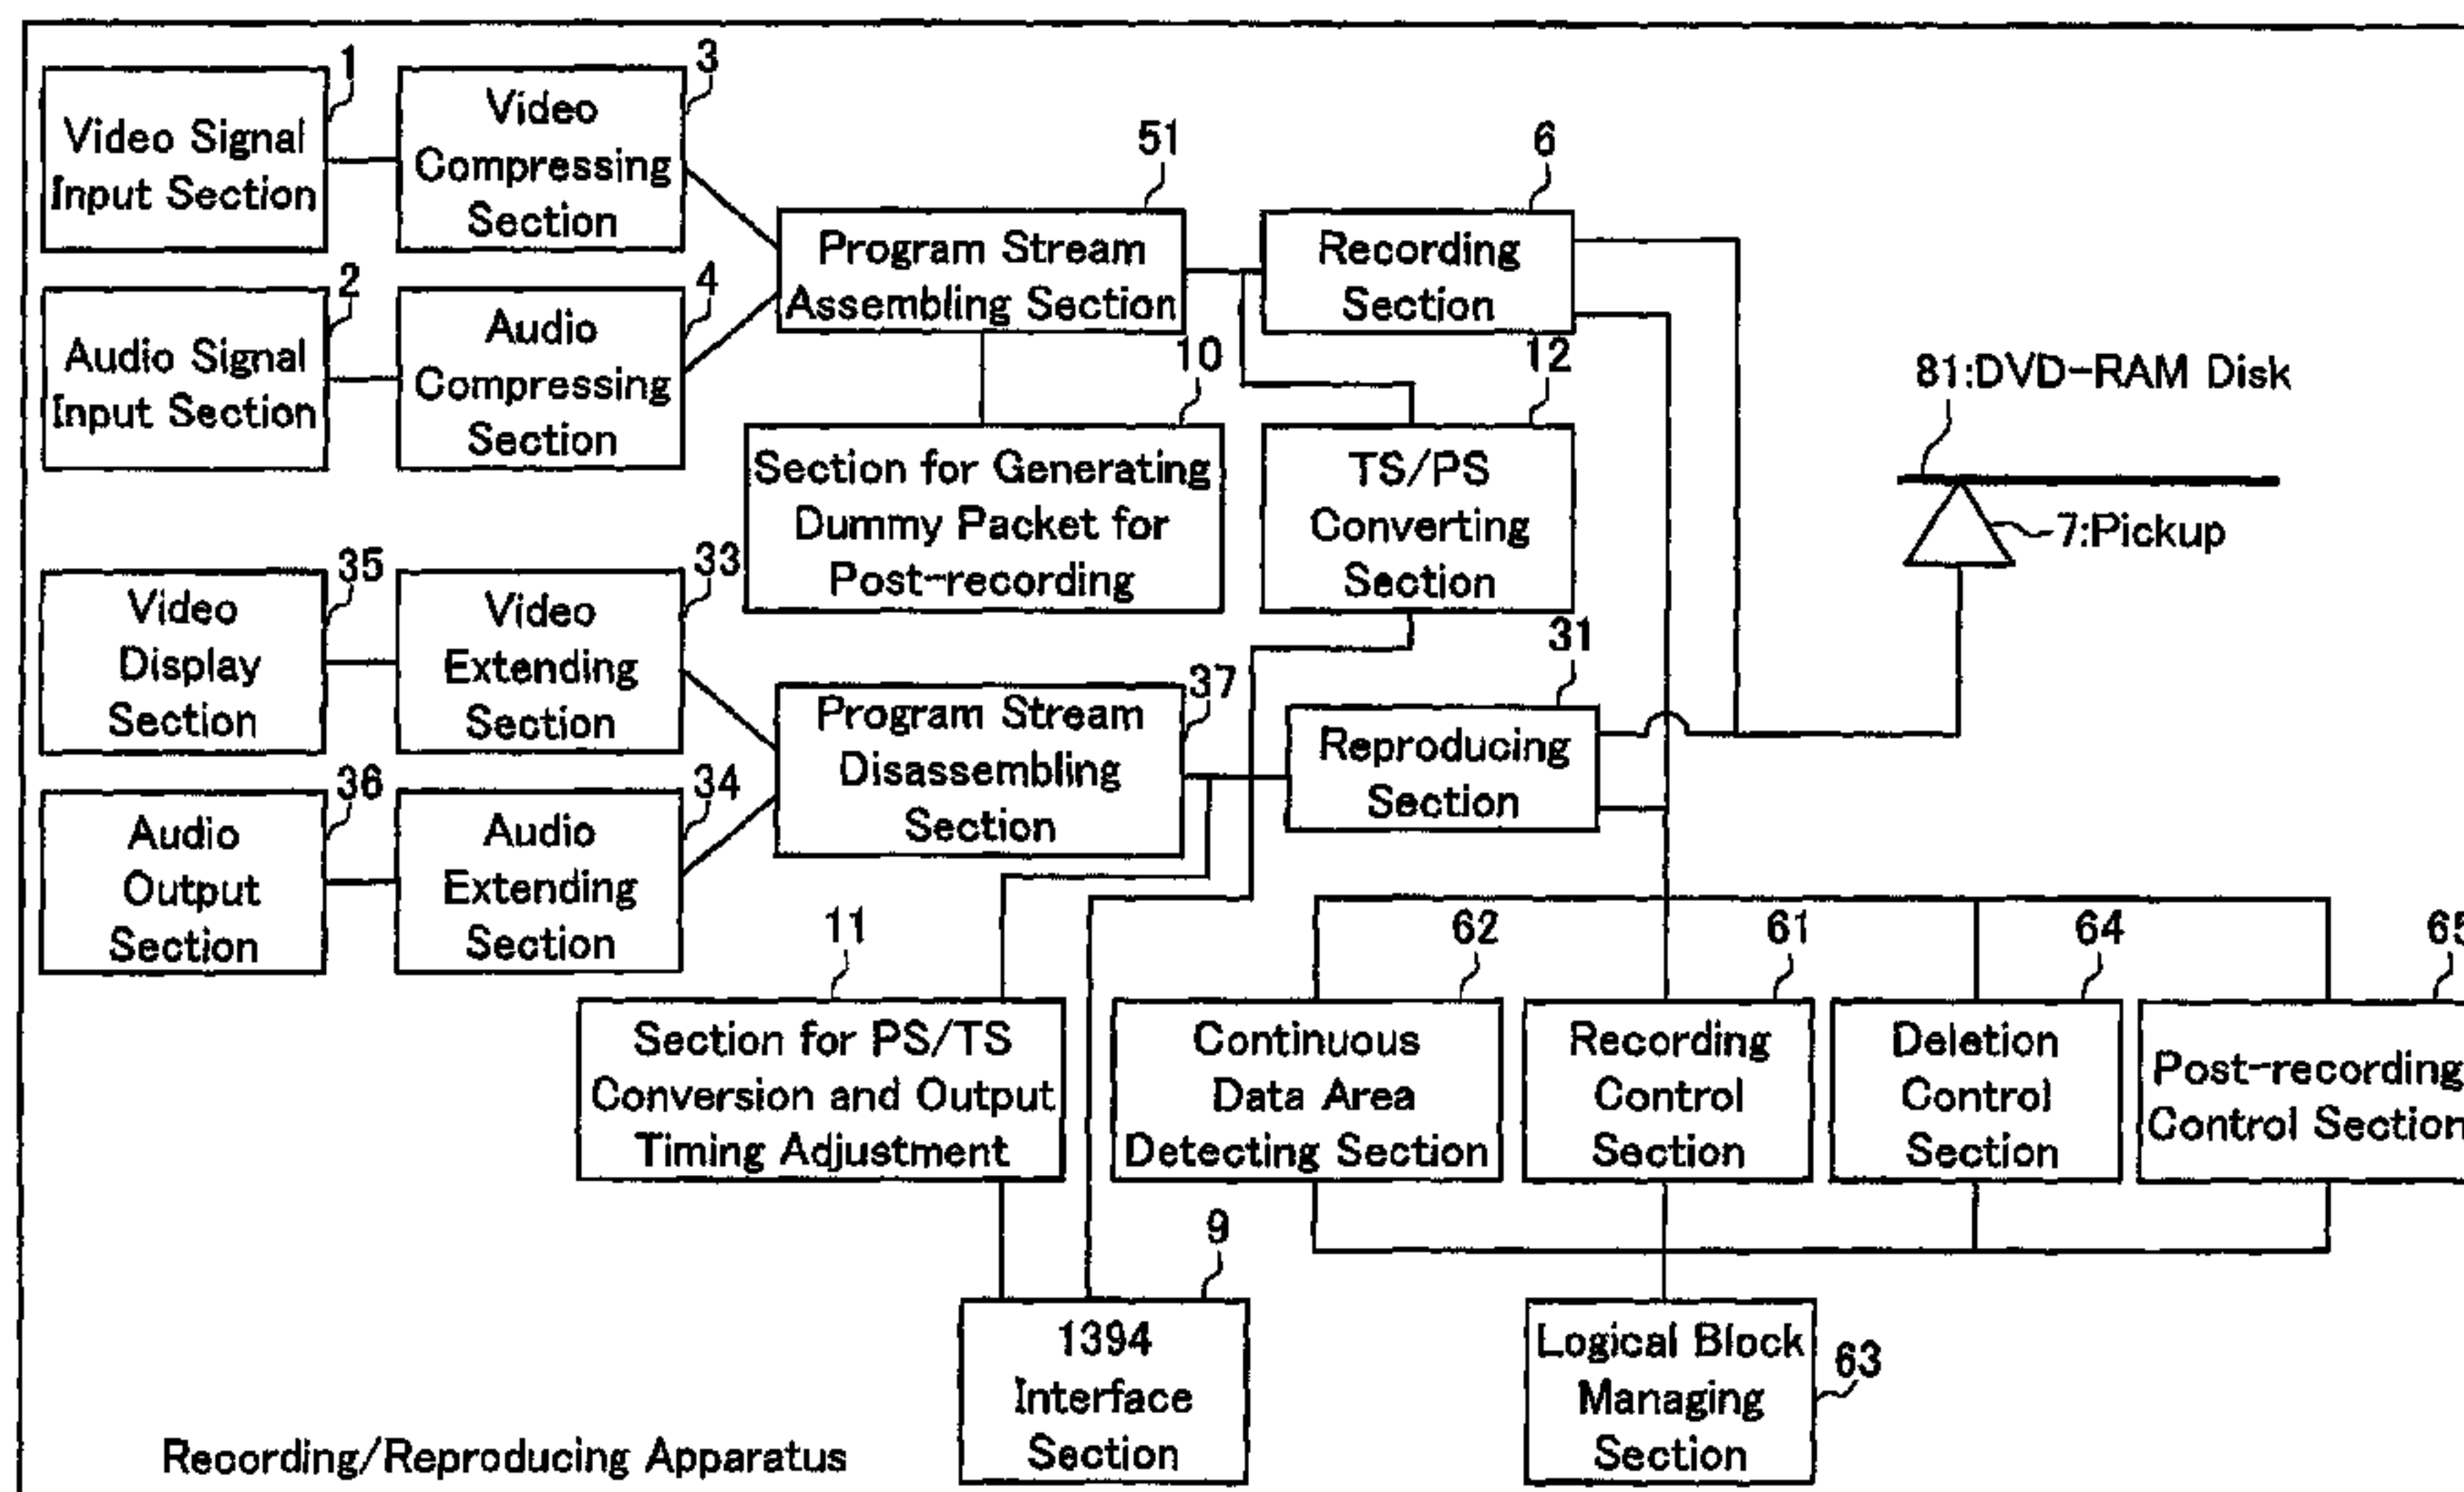 1
Video Signal
Input Section
3
Video
Compressing
Section
2
Audio Signal
Input Section
4
Audio
Compressing
Section
51
Program Stream
Assembling Section
6
Recording
Section
10
Section for Generating
Dummy Packet for
Post-recording
12
TS/PS
Converting
Section
81:DVD-RAM Disk
7:Pickup
35
Video
Display
Section
33
Video
Extending
Section
36
Audio
Output
Section
34
Audio
Extending
Section
37
Program Stream
Disassembling
Section
31
Reproducing
Section
11
Section for PS/TS
Conversion and Output
Timing Adjustment
62
Continuous
Data Area
Detecting Section
61
Recording
Control
Section
64
Deletion
Control
Section
65
Post-recording
Control Section
9
1394
Interface
Section
Logical Block
Managing
Section
63
Recording/Reproducing Apparatus